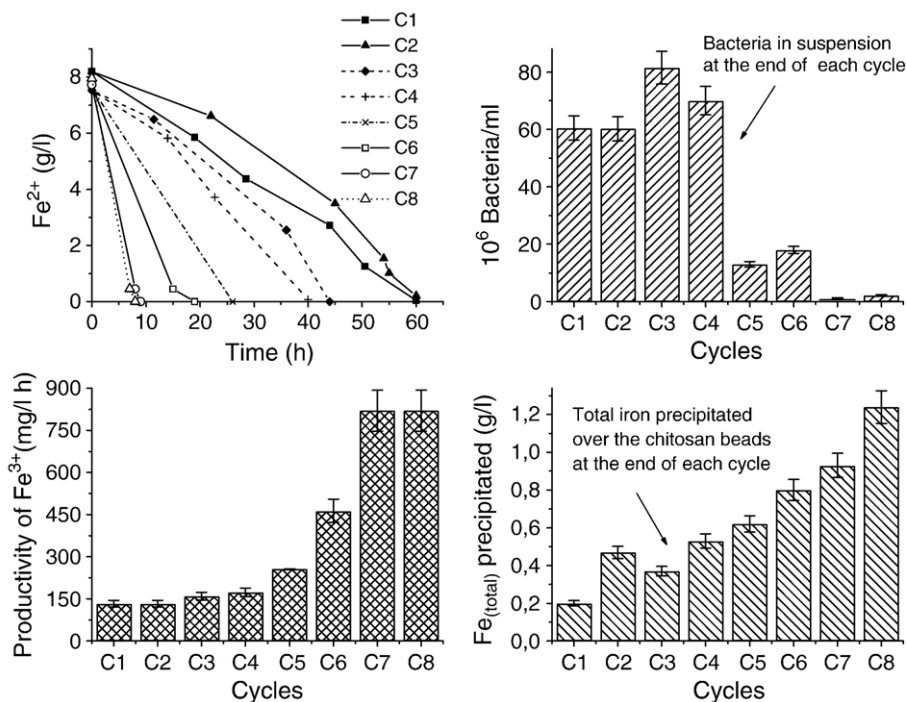 8
6
4
2
0
Fe²⁺ (g/l)
0
10
20
30
40
50
60
Time (h)
C1
C2
C3
C4
C5
C6
C7
C8
80
60
40
20
0
10⁶ Bacteria/ml
Bacteria in suspension
at the end of each cycle
C1 C2 C3 C4 C5 C6 C7 C8
Cycles
900
750
600
450
300
150
0
Productivity of Fe³⁺(mg/l h)
C1 C2 C3 C4 C5 C6 C7 C8
Cycles
1,2
1,0
0,8
0,6
0,4
0,2
0,0
Fe(total) precipitated (g/l)
Total iron precipitated
over the chitosan beads
at the end of each cycle
C1 C2 C3 C4 C5 C6 C7 C8
Cycles